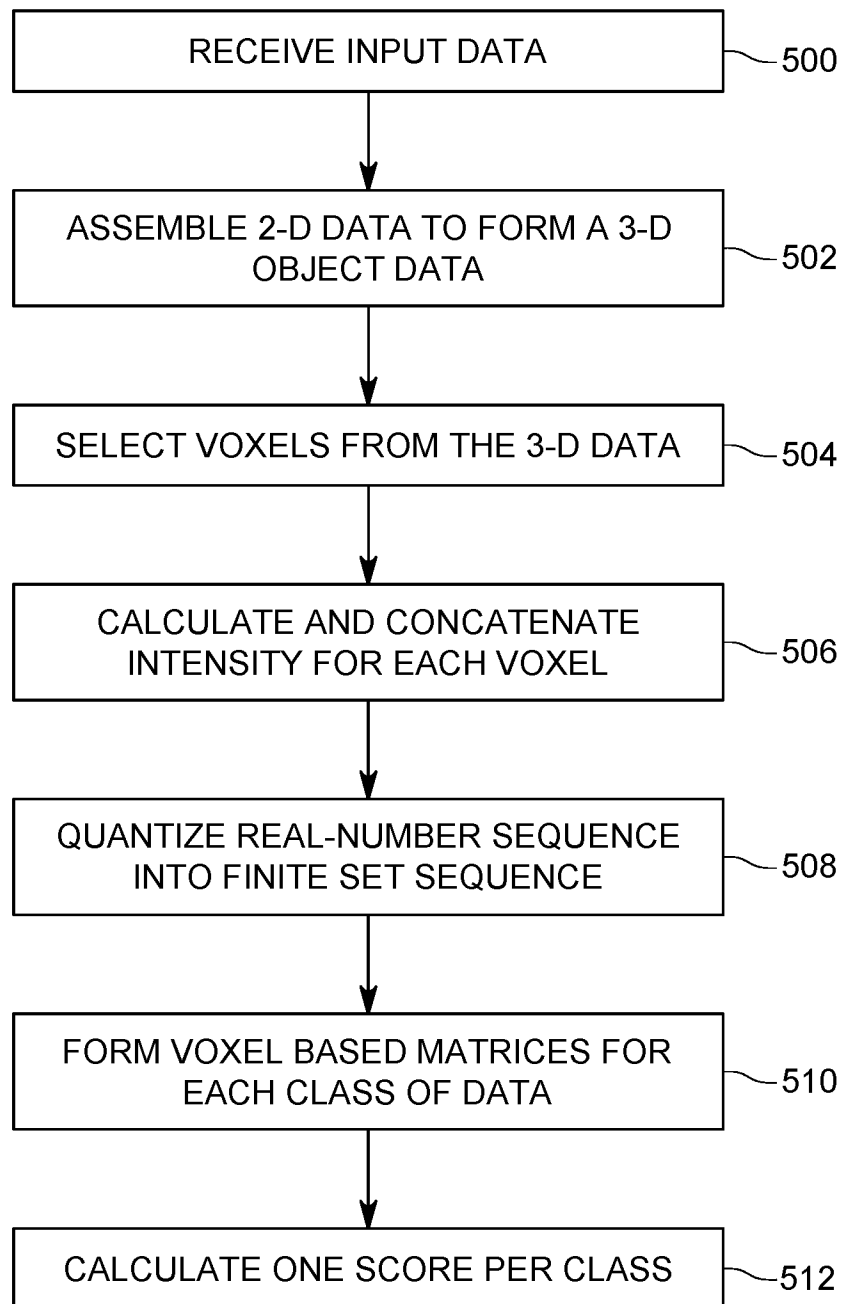 RECEIVE INPUT DATA
500
ASSEMBLE 2-D DATA TO FORM A 3-D
OBJECT DATA
502
SELECT VOXELS FROM THE 3-D DATA
504
CALCULATE AND CONCATENATE
INTENSITY FOR EACH VOXEL
506
QUANTIZE REAL-NUMBER SEQUENCE
INTO FINITE SET SEQUENCE
508
FORM VOXEL BASED MATRICES FOR
EACH CLASS OF DATA
510
CALCULATE ONE SCORE PER CLASS
512